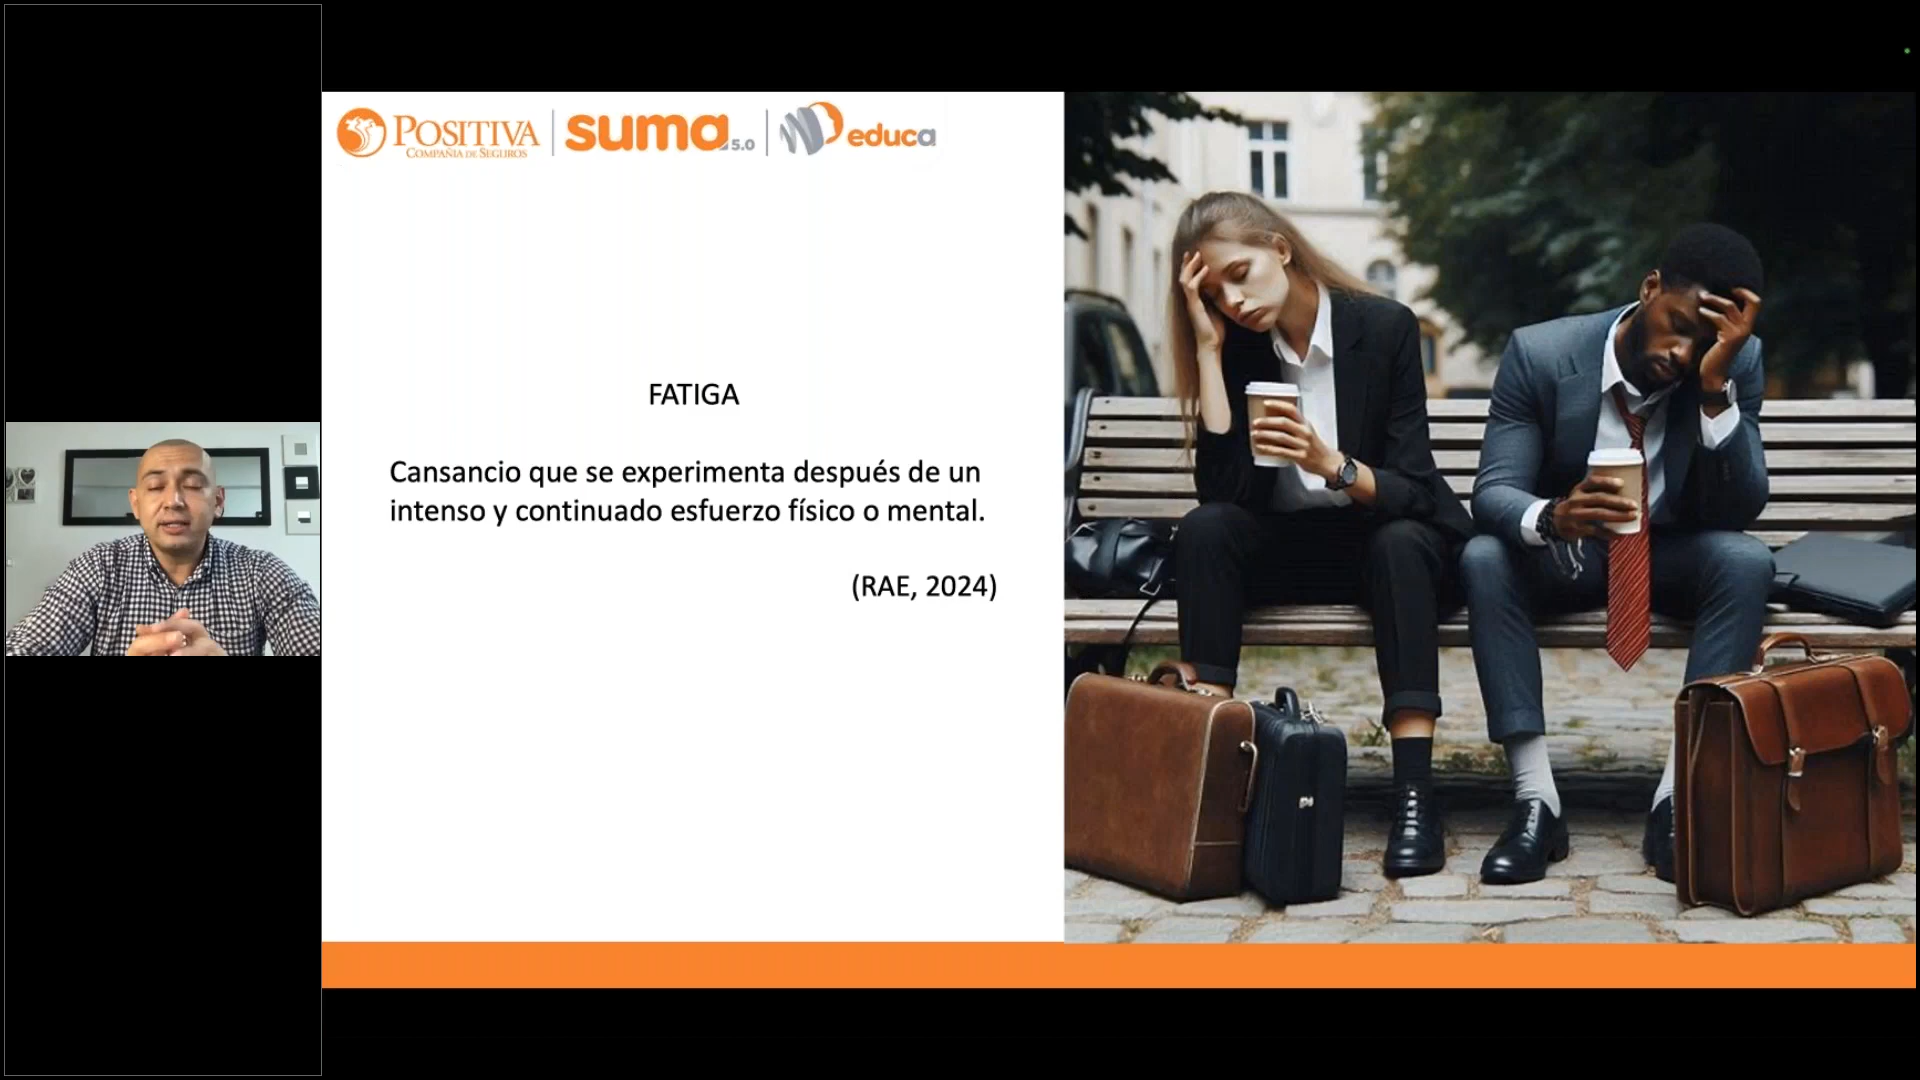 POSITIVA
COMPAÑIA DE SEGUROS
suma 5.0
educa
FATIGA
Cansancio que se experimenta después de un
intenso y continuado esfuerzo físico o mental.
(RAE, 2024)